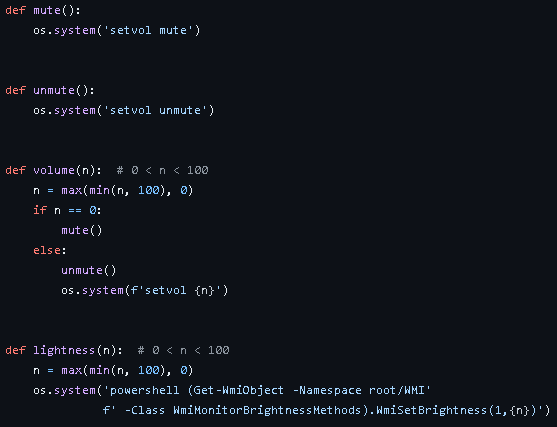 def mute():
    os.system('setvol mute')
def unmute():
    os.system('setvol unmute')
def volume(n):  # 0 < n < 100
    n = max(min(n, 100), 0)
    if n == 0:
        mute()
    else:
        unmute()
        os.system(f'setvol {n}')
def lightness(n):  # 0 < n < 100
    n = max(min(n, 100), 0)
    os.system('powershell (Get-WmiObject -Namespace root/WMI'
              f' -Class WmiMonitorBrightnessMethods).WmiSetBrightness(1,{n})')